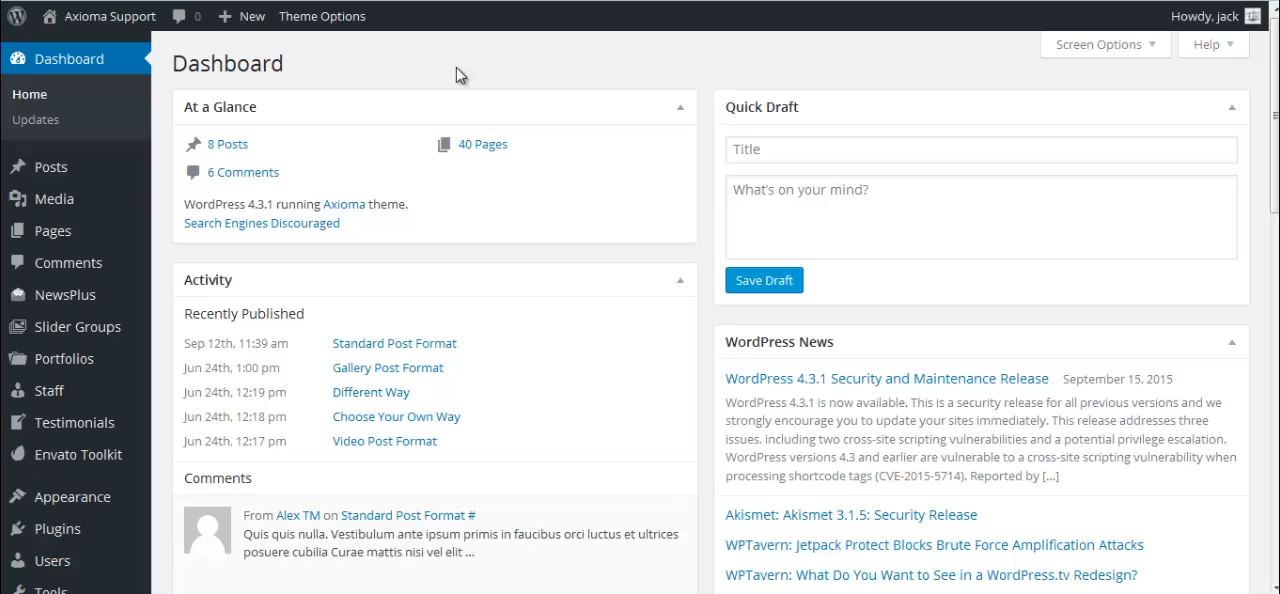 Axioma Support 0 New Theme Options Howdy, jack
Screen Options Help
Dashboard
Home
Updates
Posts
Media
Pages
Comments
NewsPlus
Slider Groups
Portfolios
Staff
Testimonials
Envato Toolkit
Appearance
Plugins
Users
Tools
Dashboard
At a Glance
8 Posts 40 Pages
6 Comments
WordPress 4.3.1 running Axioma theme.
Search Engines Discouraged
Activity
Recently Published
Sep 12th, 11:39 am Standard Post Format
Jun 24th, 1:00 pm Gallery Post Format
Jun 24th, 12:19 pm Different Way
Jun 24th, 12:18 pm Choose Your Own Way
Jun 24th, 12:17 pm Video Post Format
Comments
From Alex TM on Standard Post Format #
Quis quis nulla. Vestibulum ante ipsum primis in faucibus orci luctus et ultrices
posuere cubilia Curae mattis nisi vel elit ...
Quick Draft
Title
What's on your mind?
Save Draft
WordPress News
WordPress 4.3.1 Security and Maintenance Release September 15, 2015
WordPress 4.3.1 is now available. This is a security release for all previous versions and we
strongly encourage you to update your sites immediately. This release addresses three
issues, including two cross-site scripting vulnerabilities and a potential privilege escalation.
WordPress versions 4.3 and earlier are vulnerable to a cross-site scripting vulnerability when
processing shortcode tags (CVE-2015-5714). Reported by [...]
Akismet: Akismet 3.1.5: Security Release
WPTavern: Jetpack Protect Blocks Brute Force Amplification Attacks
WPTavern: What Do You Want to See in a WordPress.tv Redesign?